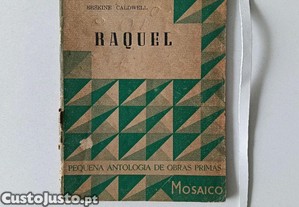 ERSKINE CALDWELL
RAQUEL
PEQUENA ANTOLOGIA DE OBRAS PRIMAS
MOSAICO
CustoJusto.pt